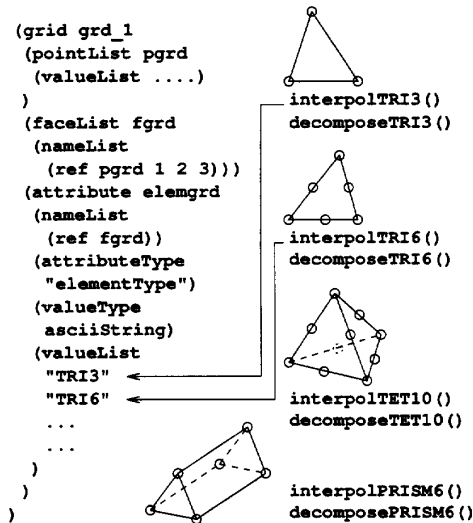 (grid grd_1
(pointList pgrd
(valueList ....)
)
(faceList fgrd
(nameList
(ref pgrd 1 2 3)))
(attribute elemgrd
(nameList
(ref fgrd))
(attributeType
"elementType")
(valueType
asciiString)
(valueList
"TRI3"
"TRI6"
...
...
)
)
)
interpolTRI3()
decomposeTRI3()
interpolTRI6()
decomposeTRI6()
interpolTET10()
decomposeTET10()
interpolPRISM6()
decomposePRISM6()